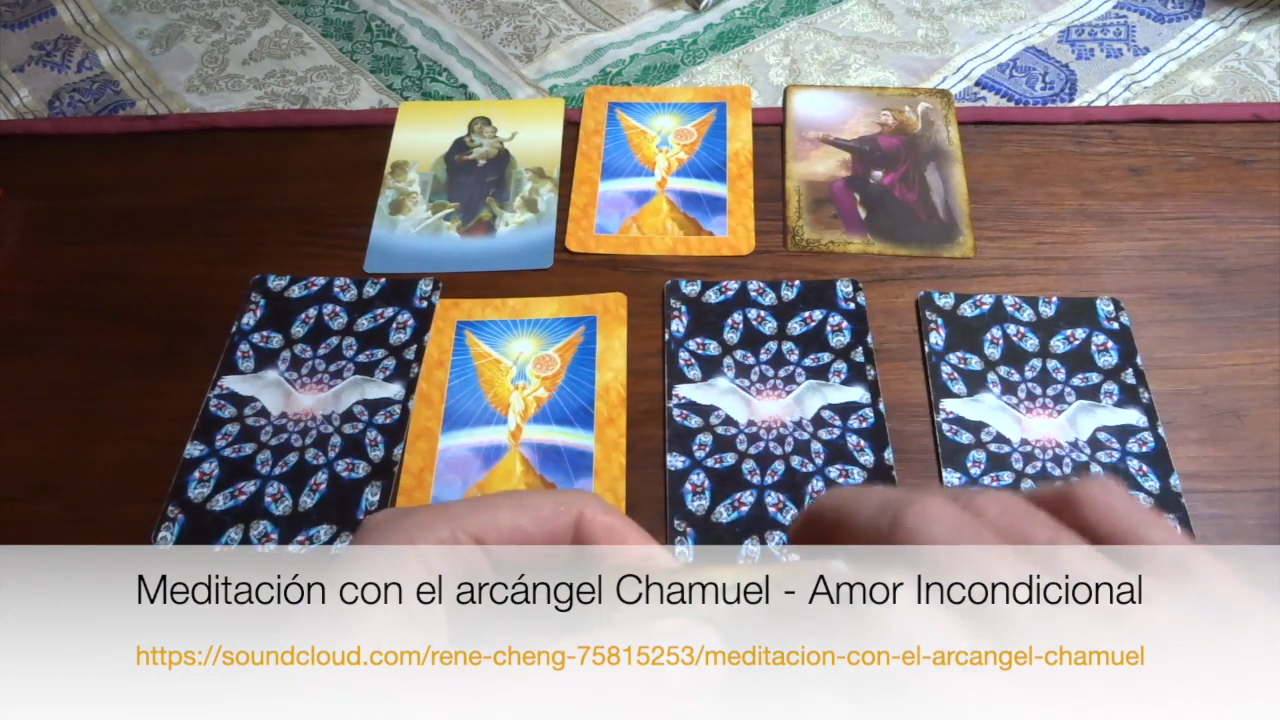 Meditación con el arcángel Chamuel - Amor Incondicional
https://soundcloud.com/rene-cheng-75815253/meditacion-con-el-arcangel-chamuel